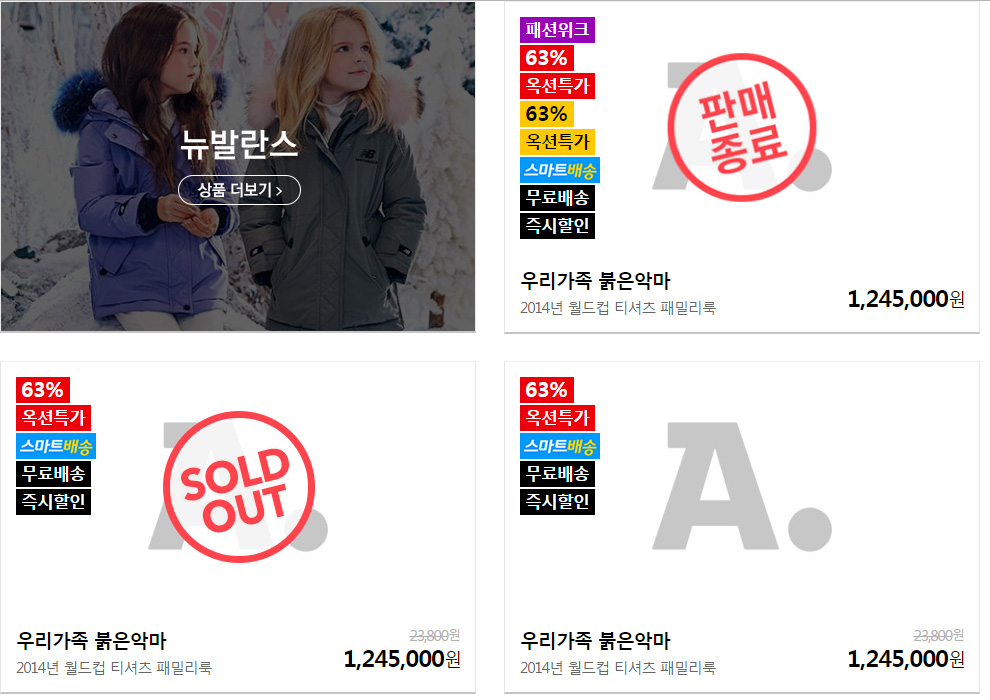 뉴발란스
상품 더보기 >
패션위크
63%
옥션특가
63%
옥션특가
스마트배송
무료배송
즉시할인
A.
판매
종료
우리가족 붉은악마
2014년 월드컵 티셔츠 패밀리룩
1,245,000원
63%
옥션특가
스마트배송
무료배송
즉시할인
A.
SOLD
OUT
우리가족 붉은악마
2014년 월드컵 티셔츠 패밀리룩
23,800원
1,245,000원
63%
옥션특가
스마트배송
무료배송
즉시할인
A.
우리가족 붉은악마
2014년 월드컵 티셔츠 패밀리룩
23,800원
1,245,000원